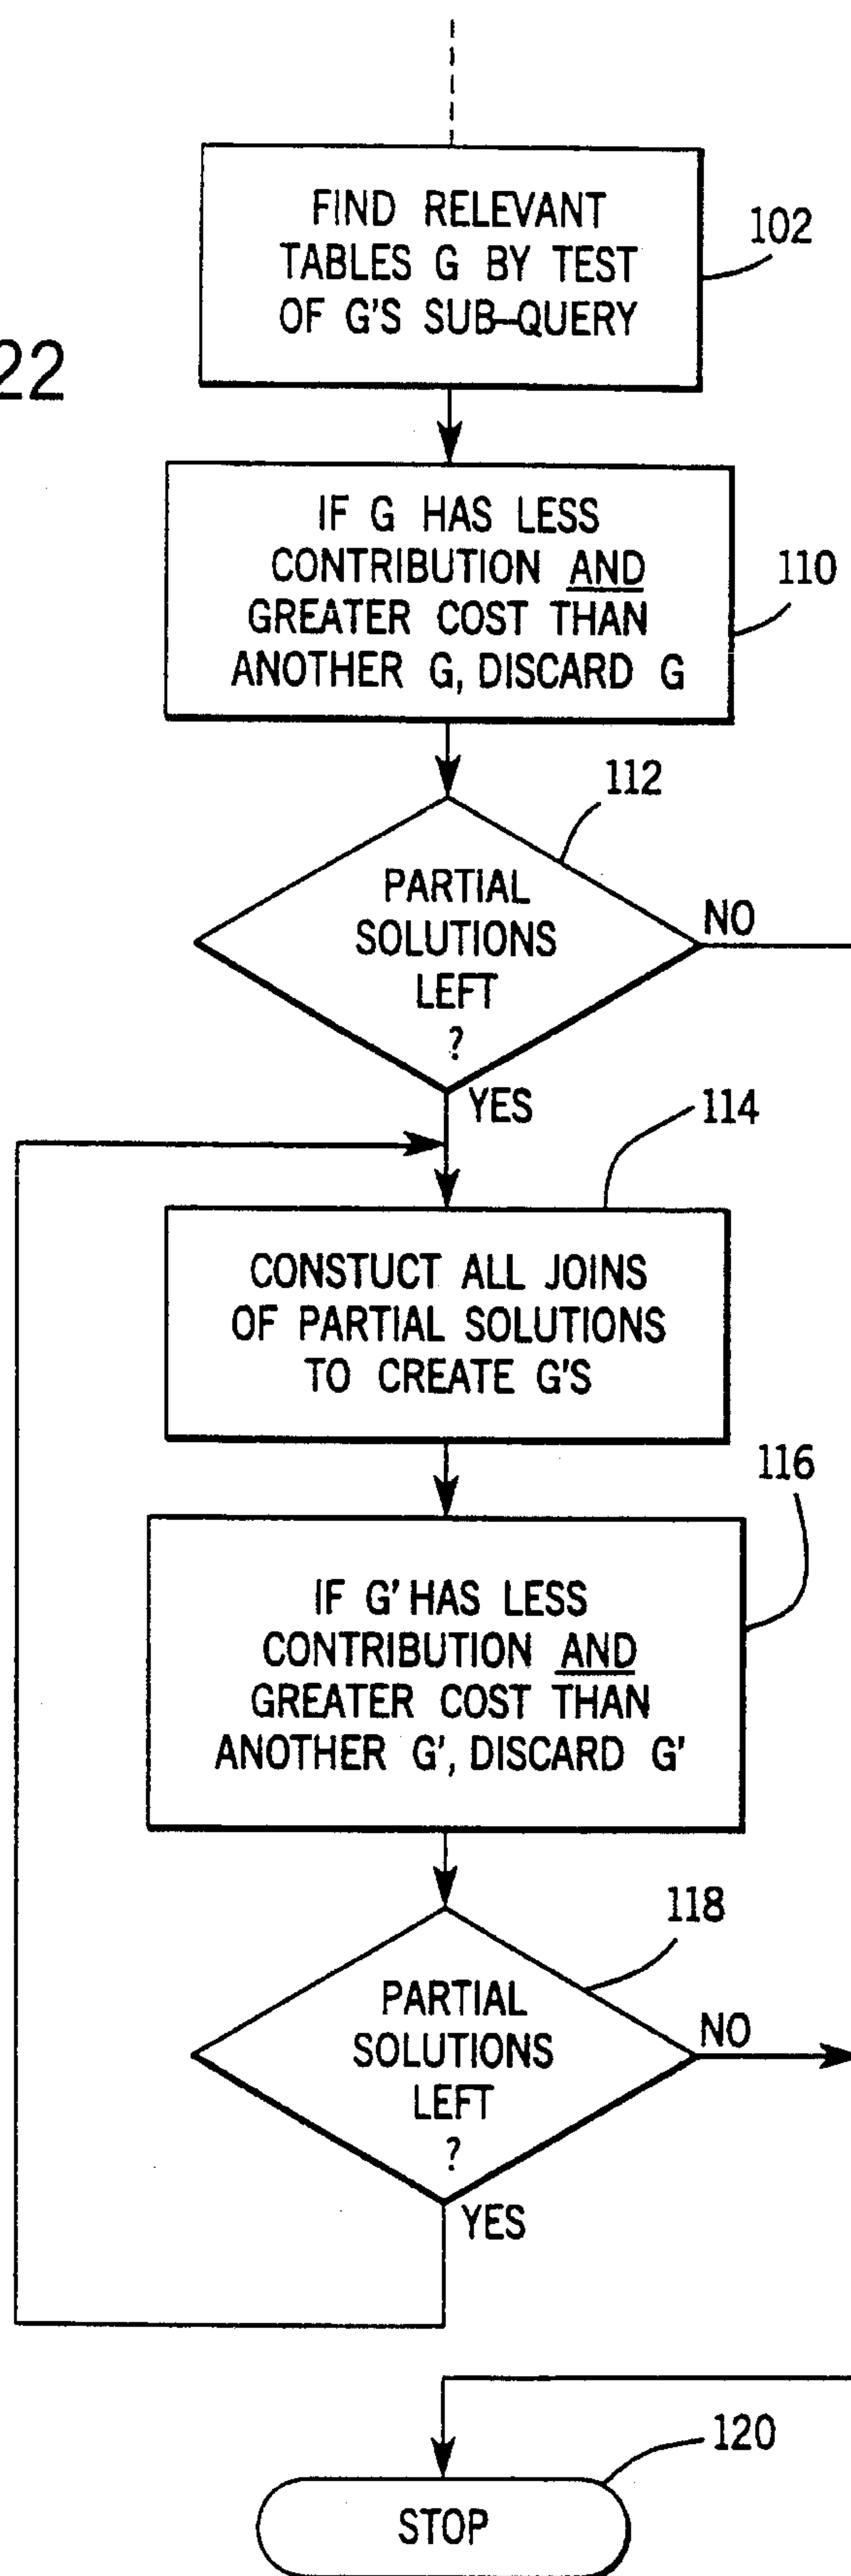 FIND RELEVANT
TABLES G BY TEST
OF G'S SUB-QUERY
102
22
IF G HAS LESS
CONTRIBUTION AND
GREATER COST THAN
ANOTHER G, DISCARD G
110
112
PARTIAL
SOLUTIONS
LEFT
?
NO
YES
114
CONSTUCT ALL JOINS
OF PARTIAL SOLUTIONS
TO CREATE G'S
116
IF G' HAS LESS
CONTRIBUTION AND
GREATER COST THAN
ANOTHER G', DISCARD G'
118
PARTIAL
SOLUTIONS
LEFT
?
NO
YES
120
STOP